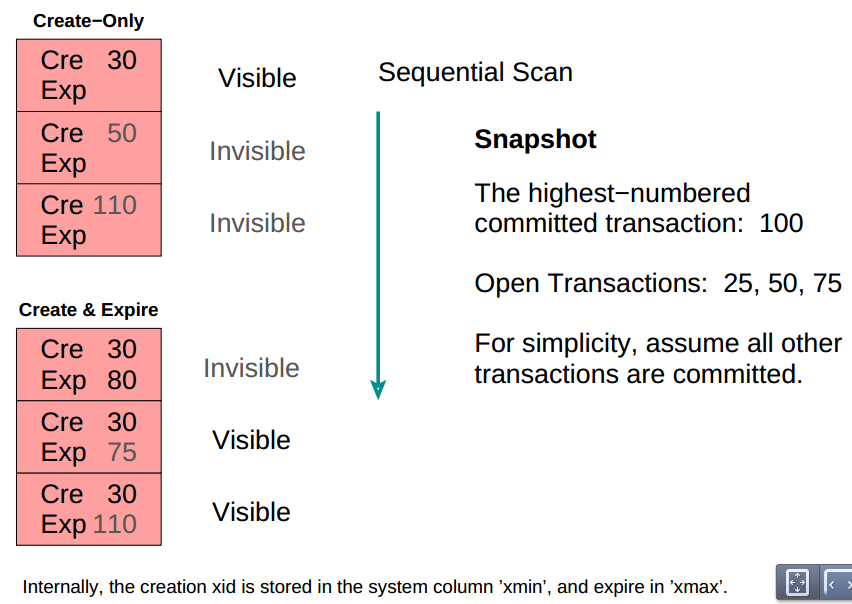 Create−Only
Cre 30
Exp
Visible
Cre 50
Exp
Invisible
Cre 110
Exp
Invisible
Create & Expire
Cre 30
Exp 80
Invisible
Cre 30
Exp 75
Visible
Cre 30
Exp 110
Visible
Sequential Scan
Snapshot
The highest−numbered
committed transaction: 100
Open Transactions: 25, 50, 75
For simplicity, assume all other
transactions are committed.
Internally, the creation xid is stored in the system column ’xmin’, and expire in ’xmax’.